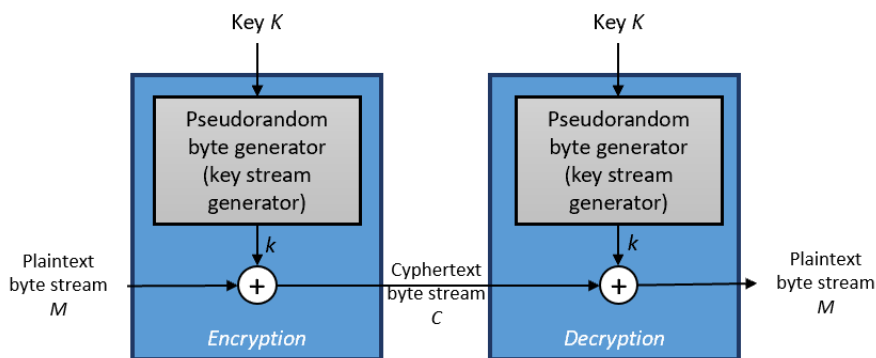 Key K
Key K
Pseudorandom
byte generator
(key stream
generator)
Pseudorandom
byte generator
(key stream
generator)
k
k
Plaintext
byte stream
M
+
Cyphertext
byte stream
C
+
Plaintext
byte stream
M
Encryption
Decryption